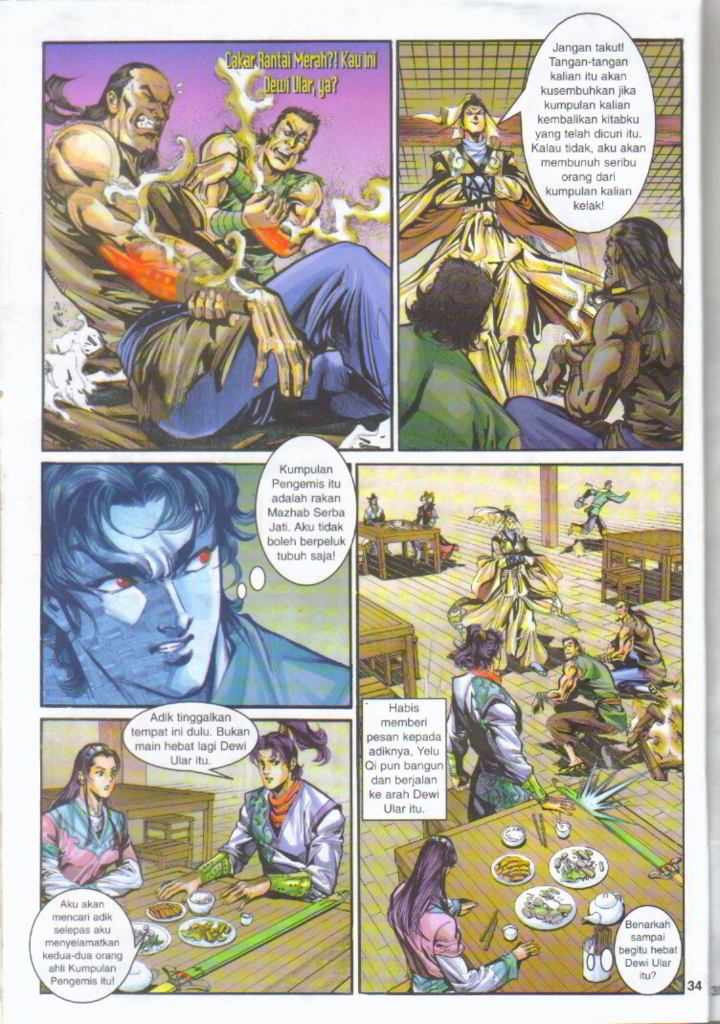 Cakar Rantai Merah?! Kau ini
Dewi Ular, ya?
Jangan takut!
Tangan-tangan
kalian itu akan
kusembuhkan jika
kumpulan kalian
kembalikan kitabku
yang telah dicuri itu.
Kalau tidak, aku akan
membunuh seribu
orang dari
kumpulan kalian
kelak!
Kumpulan
Pengemis itu
adalah rakan
Mazhab Serba
Jati. Aku tidak
boleh berpeluk
tubuh saja!
Adik tinggalkan
tempat ini dulu. Bukan
main hebat lagi Dewi
Ular itu.
Aku akan
mencari adik
selepas aku
menyelamatkan
kedua-dua orang
ahli Kumpulan
Pengemis itu!
Habis
memberi
pesan kepada
adiknya, Yelu
Qi pun bangun
dan berjalan
ke arah Dewi
Ular itu.
Benarkah
sampai
begitu hebat
Dewi Ular
itu?
34